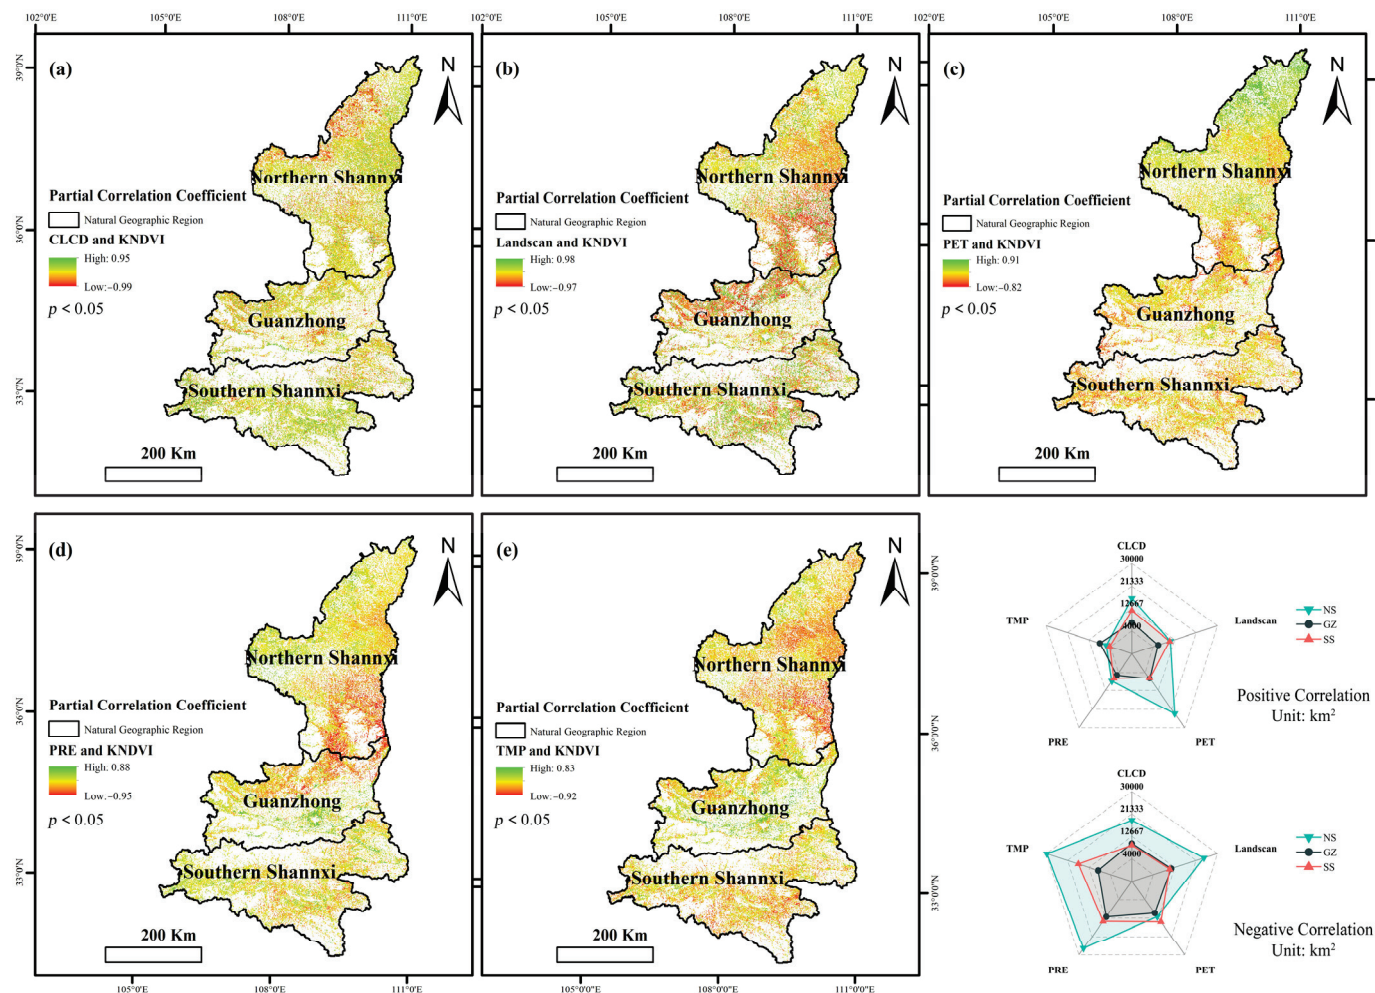 102°0'E 105°0'E 108°0'E 111°0'E 102°0'E 105°0'E 108°0'E 111°0'E 102°0'E 105°0'E 108°0'E 111°0'E
39°0'N
36°0'N
33°0'N
(a)
N
Northern Shannxi
Partial Correlation Coefficient
Natural Geographic Region
CLCD and KNDVI
High: 0.95
Low:−0.99
p < 0.05
Guanzhong
Southern Shannxi
200 Km
(b)
N
Northern Shannxi
Partial Correlation Coefficient
Natural Geographic Region
Landscan and KNDVI
High: 0.98
Low:−0.97
p < 0.05
Guanzhong
Southern Shannxi
200 Km
(c)
N
Northern Shannxi
Partial Correlation Coefficient
Natural Geographic Region
PET and KNDVI
High: 0.91
Low: −0.82
p < 0.05
Guanzhong
Southern Shannxi
200 Km
39°0'N
36°0'N
33°0'N
(d)
N
Northern Shannxi
Partial Correlation Coefficient
Natural Geographic Region
PRE and KNDVI
High: 0.88
Low:−0.95
p < 0.05
Guanzhong
Southern Shannxi
200 Km
105°0'E 108°0'E 111°0'E
(e)
N
Northern Shannxi
Partial Correlation Coefficient
Natural Geographic Region
TMP and KNDVI
High: 0.83
Low: −0.92
p < 0.05
Guanzhong
Southern Shannxi
200 Km
39°0'0"N
36°0'0"N
33°0'0"N
105°0'0"E 108°0'0"E 111°0'0"E
CLCD
30000
21333
12667
4000
TMP
Landscan
PRE
PET
NS
GZ
SS
Positive Correlation
Unit: km²
CLCD
30000
21333
12667
4000
TMP
Landscan
PRE
PET
NS
GZ
SS
Negative Correlation
Unit: km²